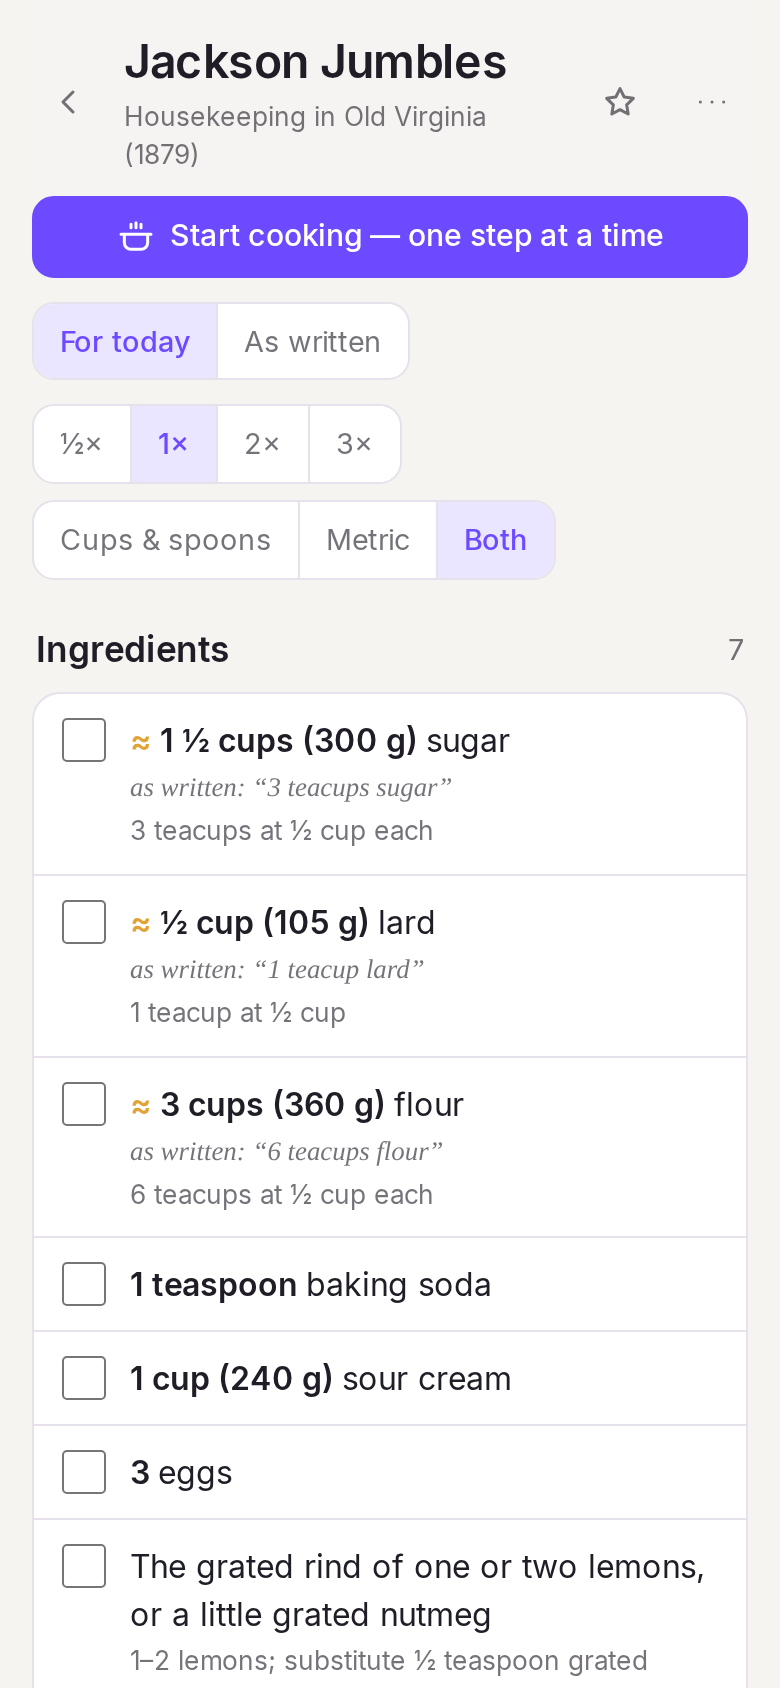 Jackson Jumbles
Housekeeping in Old Virginia
(1879)
Start cooking — one step at a time
For today
As written
½×
1×
2×
3×
Cups & spoons
Metric
Both
Ingredients
7
≈ 1 ½ cups (300 g) sugar
as written: “3 teacups sugar”
3 teacups at ½ cup each
≈ ½ cup (105 g) lard
as written: “1 teacup lard”
1 teacup at ½ cup
≈ 3 cups (360 g) flour
as written: “6 teacups flour”
6 teacups at ½ cup each
1 teaspoon baking soda
1 cup (240 g) sour cream
3 eggs
The grated rind of one or two lemons,
or a little grated nutmeg
1–2 lemons; substitute ½ teaspoon grated